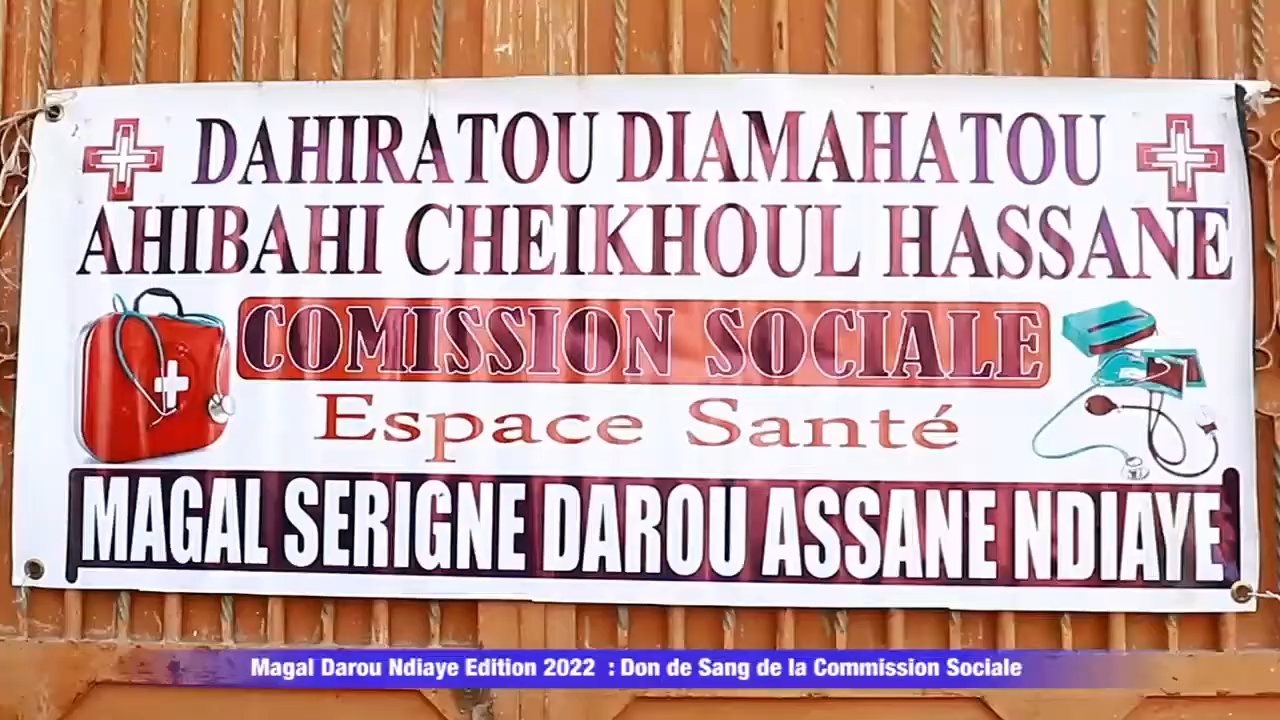 DAHIRATOU DIAMAHATOU
AHIBAHI CHEIKHOUL HASSANE
COMISSION SOCIALE
Espace Santé
MAGAL SERIGNE DAROU ASSANE NDIAYE
Magal Darou Ndiaye Edition 2022 : Don de Sang de la Commission Sociale